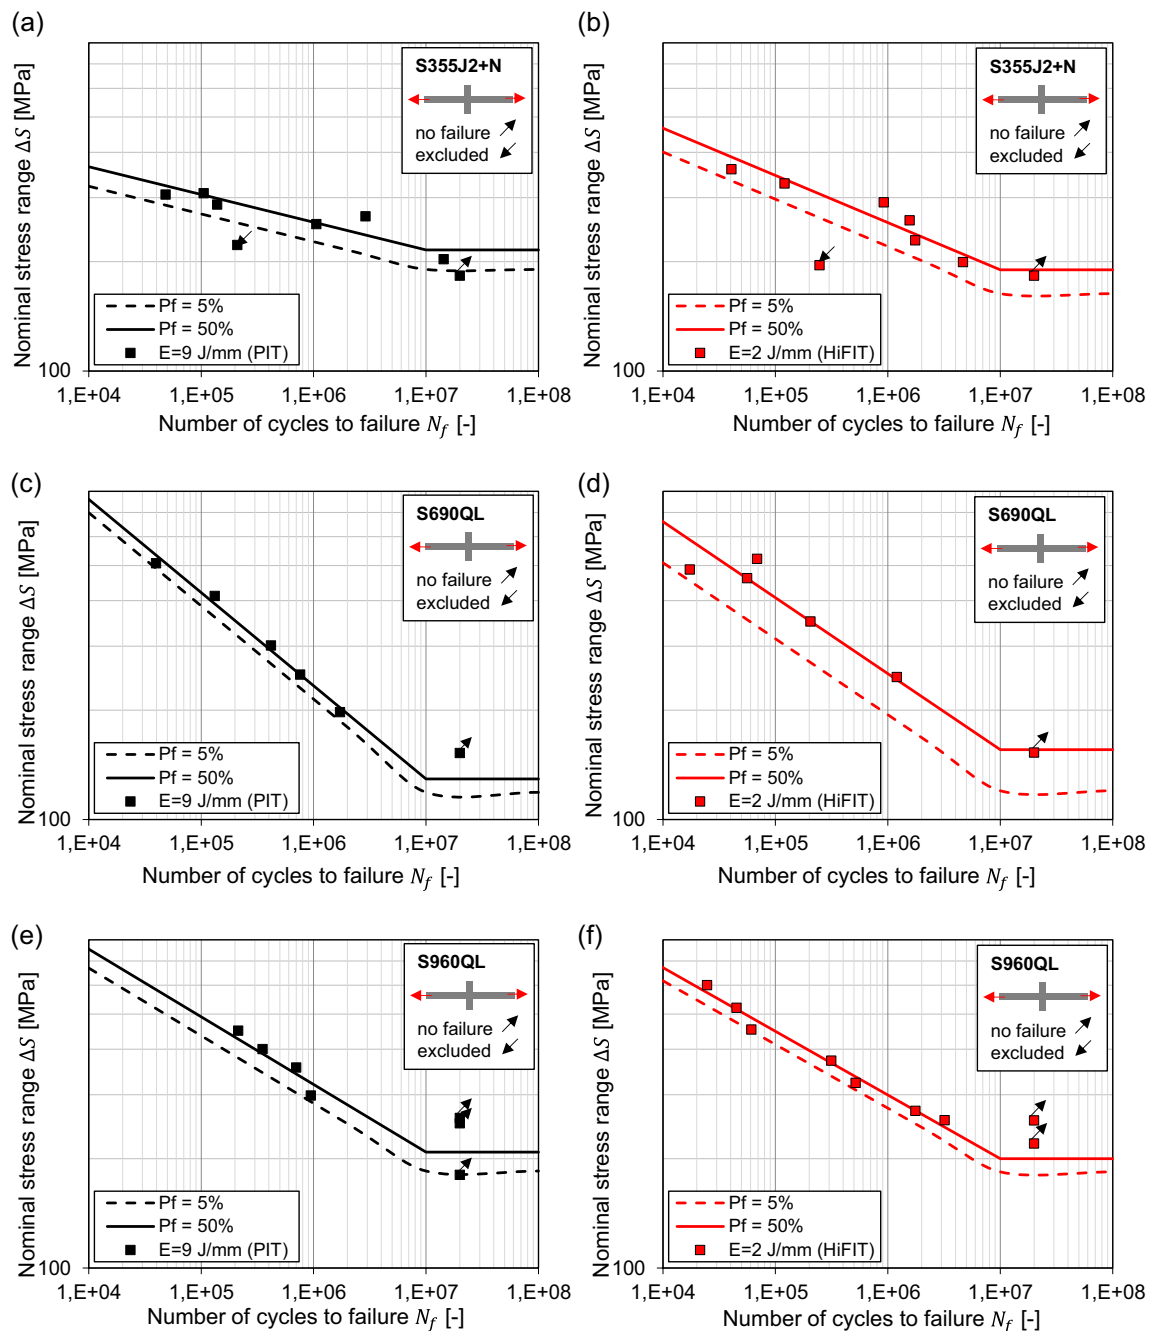 (a)
Nominal stress range ΔS [MPa]
S355J2+N
no failure
excluded
Pf = 5%
Pf = 50%
E=9 J/mm (PIT)
100
1,E+04 1,E+05 1,E+06 1,E+07 1,E+08
Number of cycles to failure N_f [-]
(b)
Nominal stress range ΔS [MPa]
S355J2+N
no failure
excluded
Pf = 5%
Pf = 50%
E=2 J/mm (HiFIT)
100
1,E+04 1,E+05 1,E+06 1,E+07 1,E+08
Number of cycles to failure N_f [-]
(c)
Nominal stress range ΔS [MPa]
S690QL
no failure
excluded
Pf = 5%
Pf = 50%
E=9 J/mm (PIT)
100
1,E+04 1,E+05 1,E+06 1,E+07 1,E+08
Number of cycles to failure N_f [-]
(d)
Nominal stress range ΔS [MPa]
S690QL
no failure
excluded
Pf = 5%
Pf = 50%
E=2 J/mm (HiFIT)
100
1,E+04 1,E+05 1,E+06 1,E+07 1,E+08
Number of cycles to failure N_f [-]
(e)
Nominal stress range ΔS [MPa]
S960QL
no failure
excluded
Pf = 5%
Pf = 50%
E=9 J/mm (PIT)
100
1,E+04 1,E+05 1,E+06 1,E+07 1,E+08
Number of cycles to failure N_f [-]
(f)
Nominal stress range ΔS [MPa]
S960QL
no failure
excluded
Pf = 5%
Pf = 50%
E=2 J/mm (HiFIT)
100
1,E+04 1,E+05 1,E+06 1,E+07 1,E+08
Number of cycles to failure N_f [-]